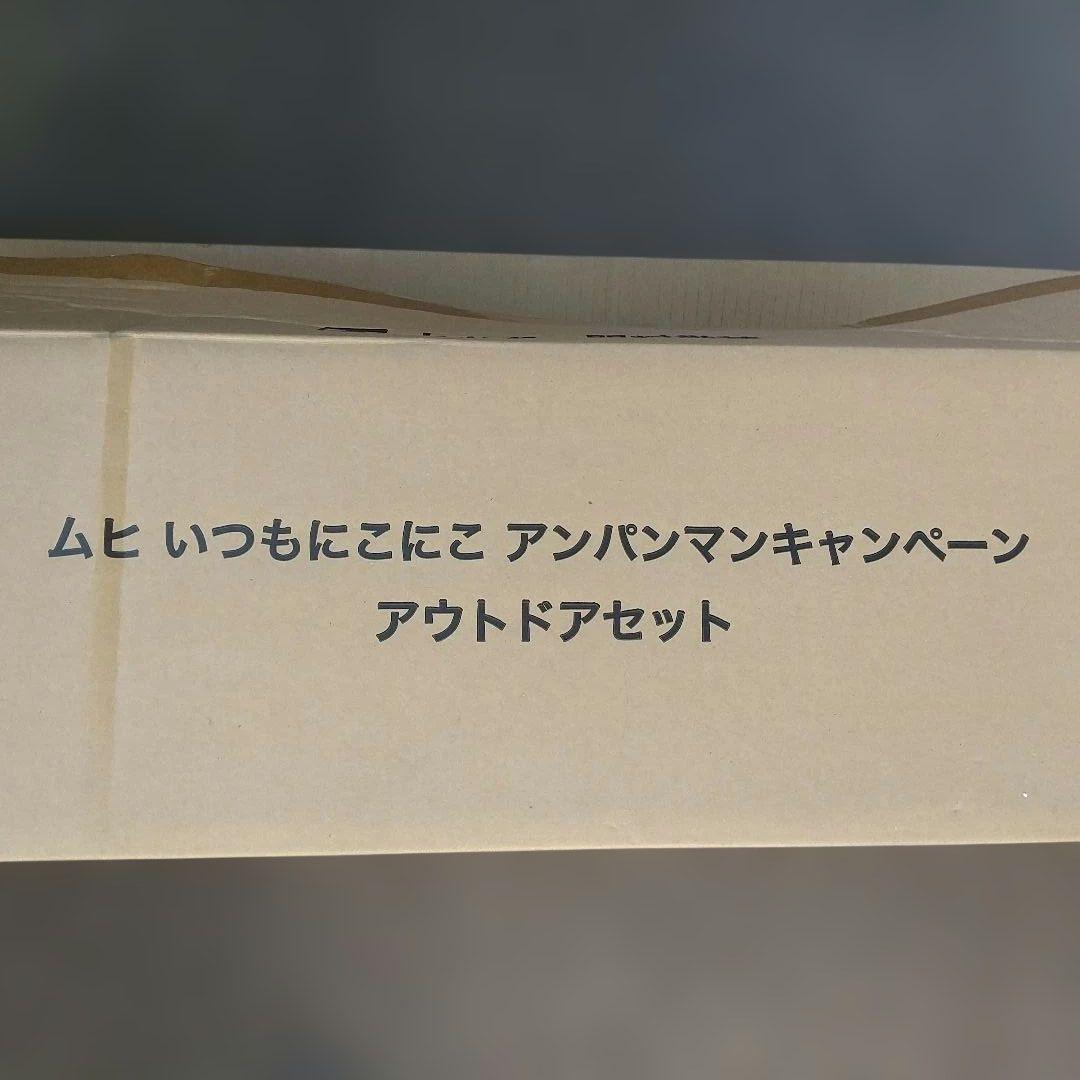 ムヒ いつもにこにこ アンパンマンキャンペーン
アウトドアセット